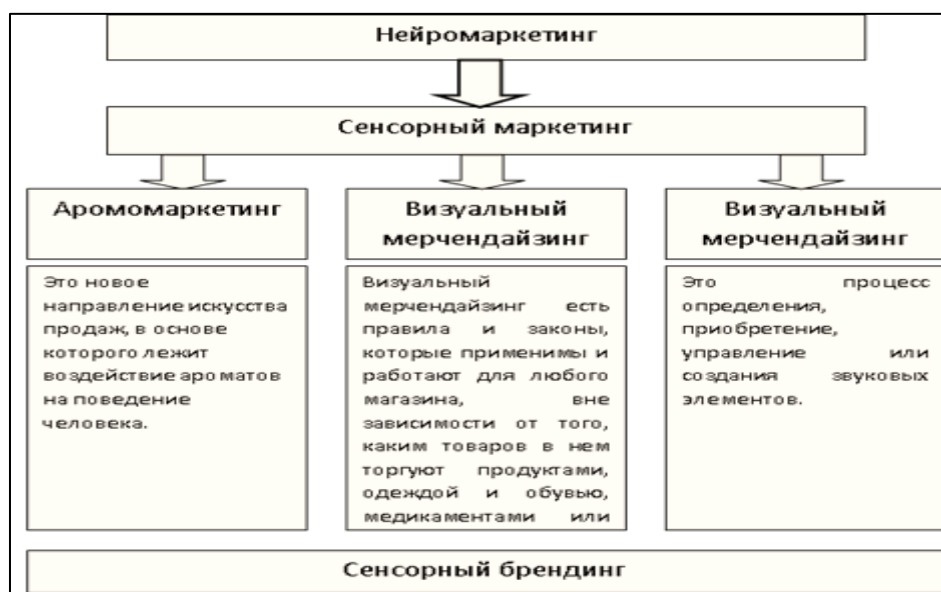 Нейромаркетинг
Сенсорный маркетинг
Аромомаркетинг
Это новое
направление искусства
продаж, в основе
которого лежит
воздействие ароматов
на поведение
человека.
Визуальный
мерчендайзинг
Визуальный
мерчендайзинг есть
правила и законы,
которые применимы и
работают для любого
магазина, вне
зависимости от того,
каким товаров в нем
торгуют продуктами,
одеждой и обувью,
медикаментами или
Визуальный
мерчендайзинг
Это процесс
определения,
приобретение,
управление или
создания звуковых
элементов.
Сенсорный брендинг